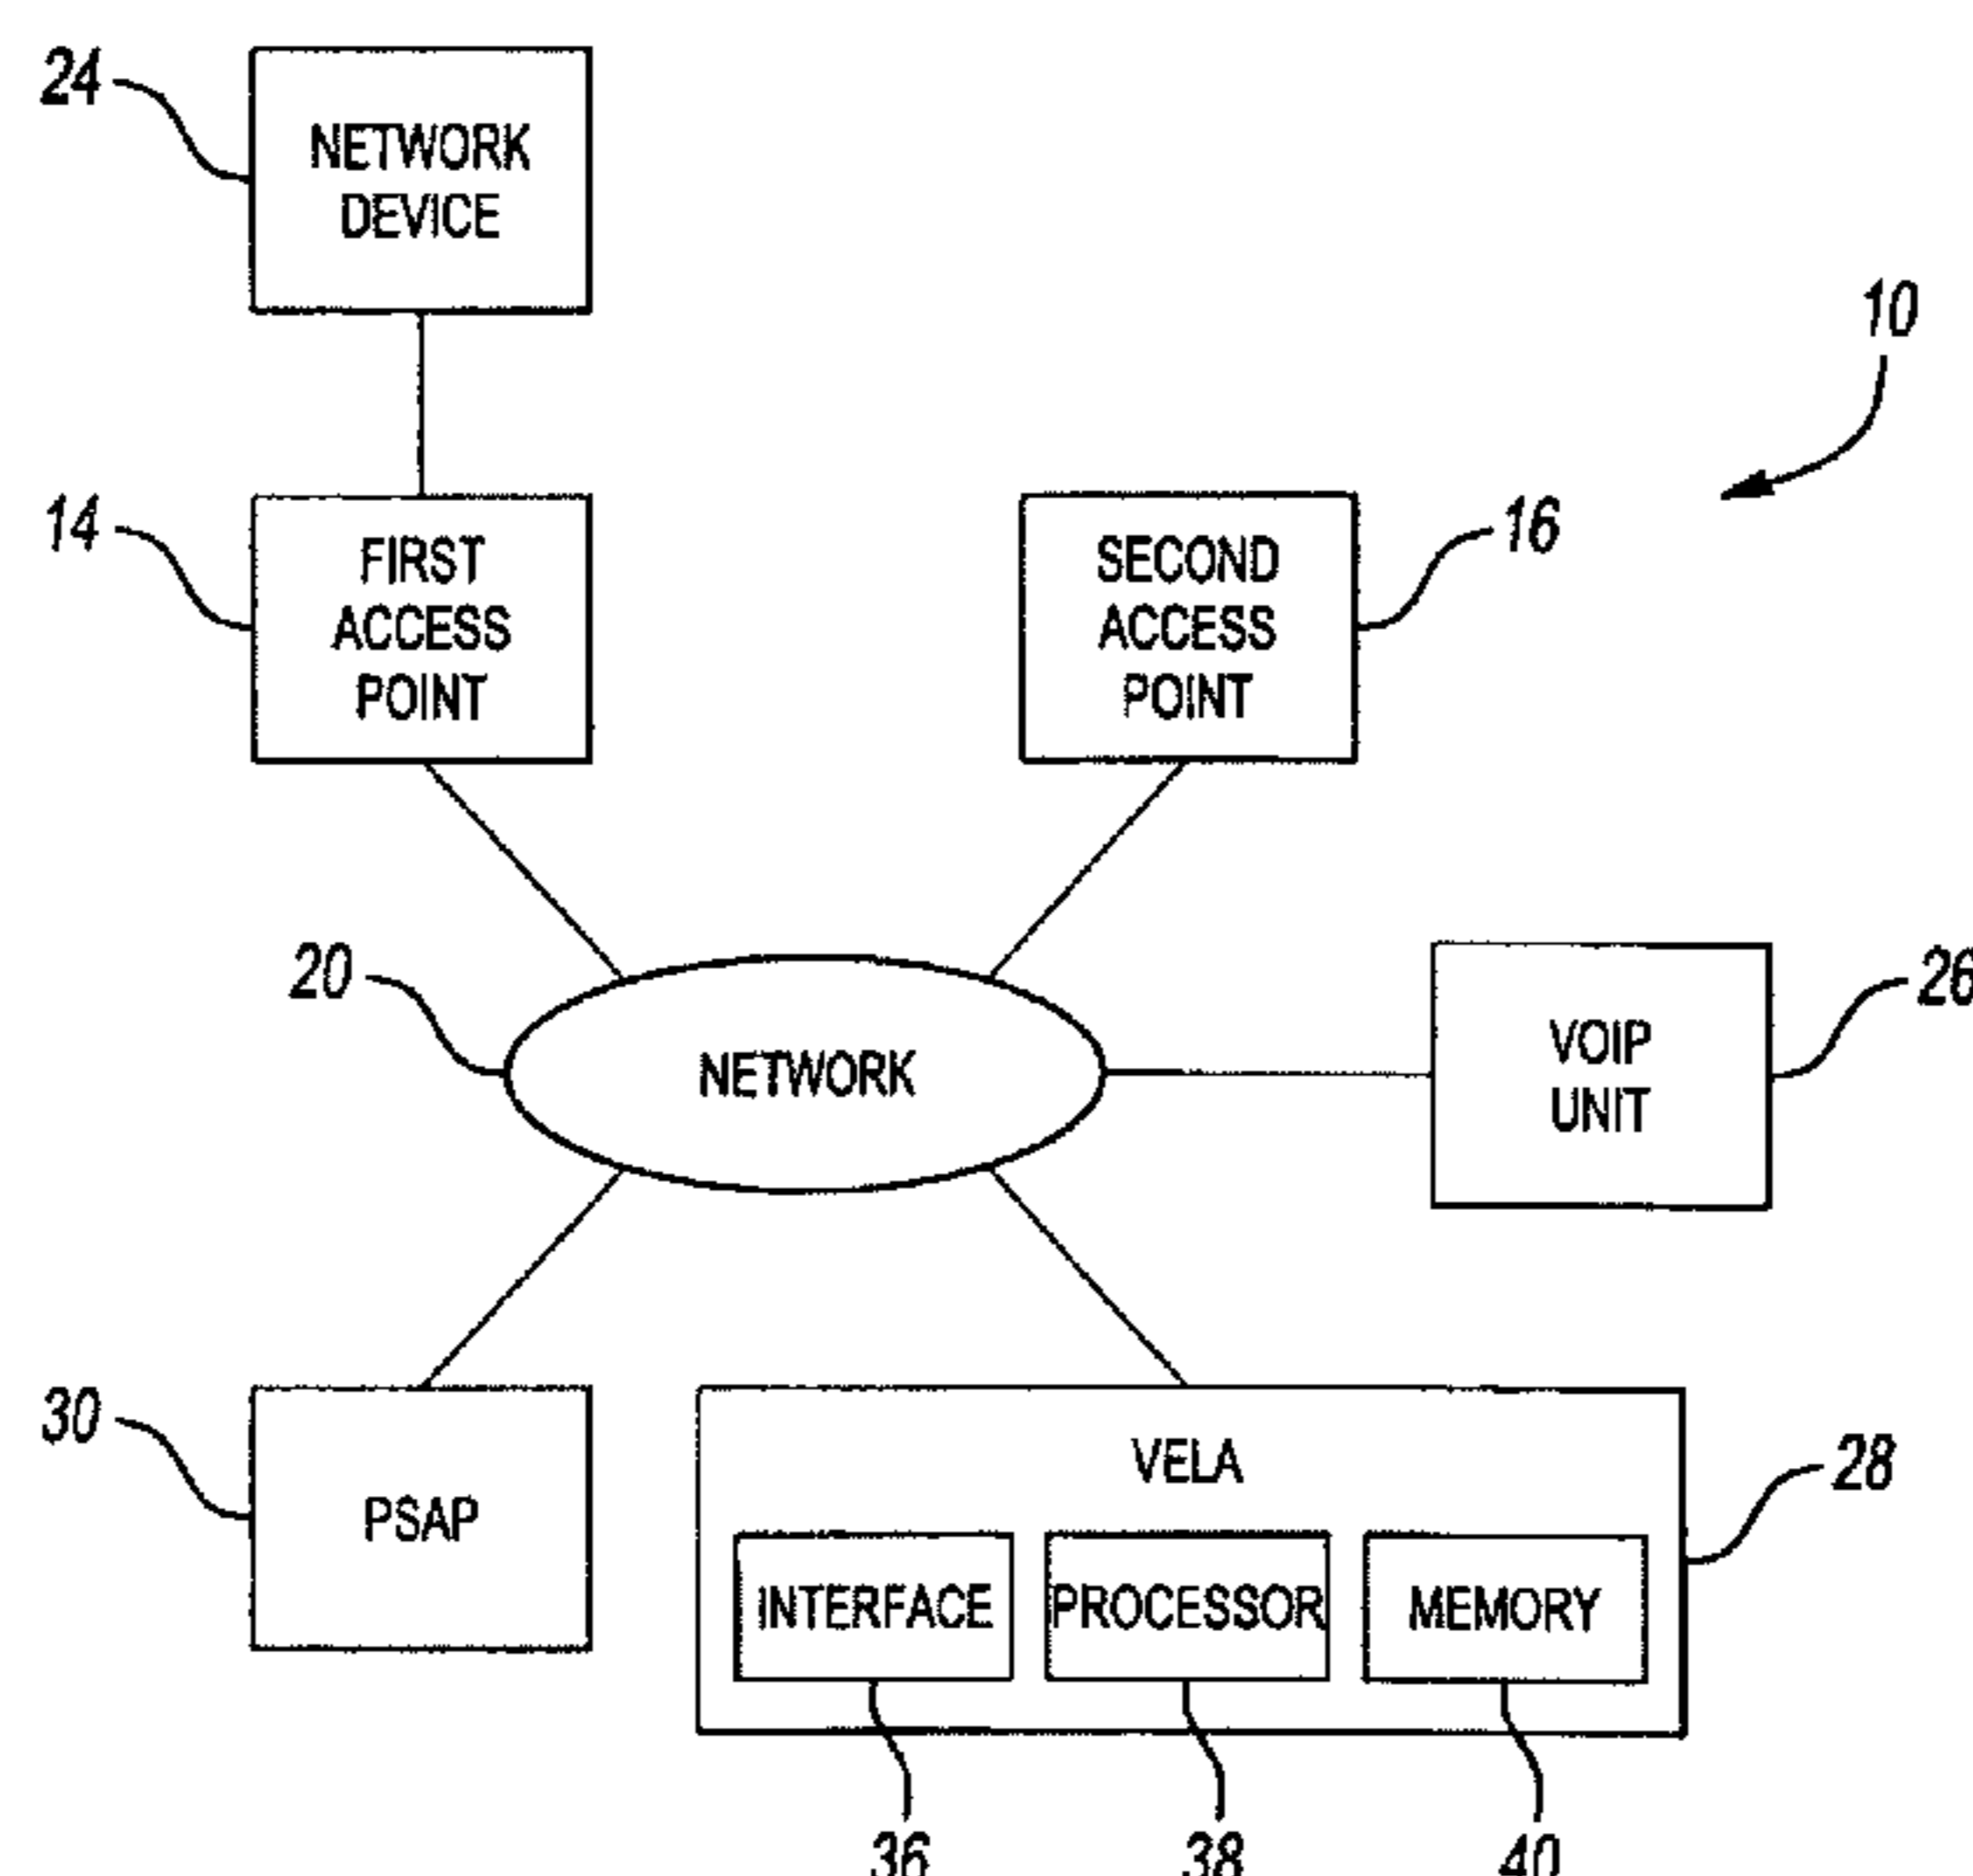 24
NETWORK
DEVICE
10
14
FIRST
ACCESS
POINT
SECOND
ACCESS
POINT
16
20
NETWORK
VOIP
UNIT
26
30
PSAP
VELA
28
INTERFACE
PROCESSOR
MEMORY
36
38
40